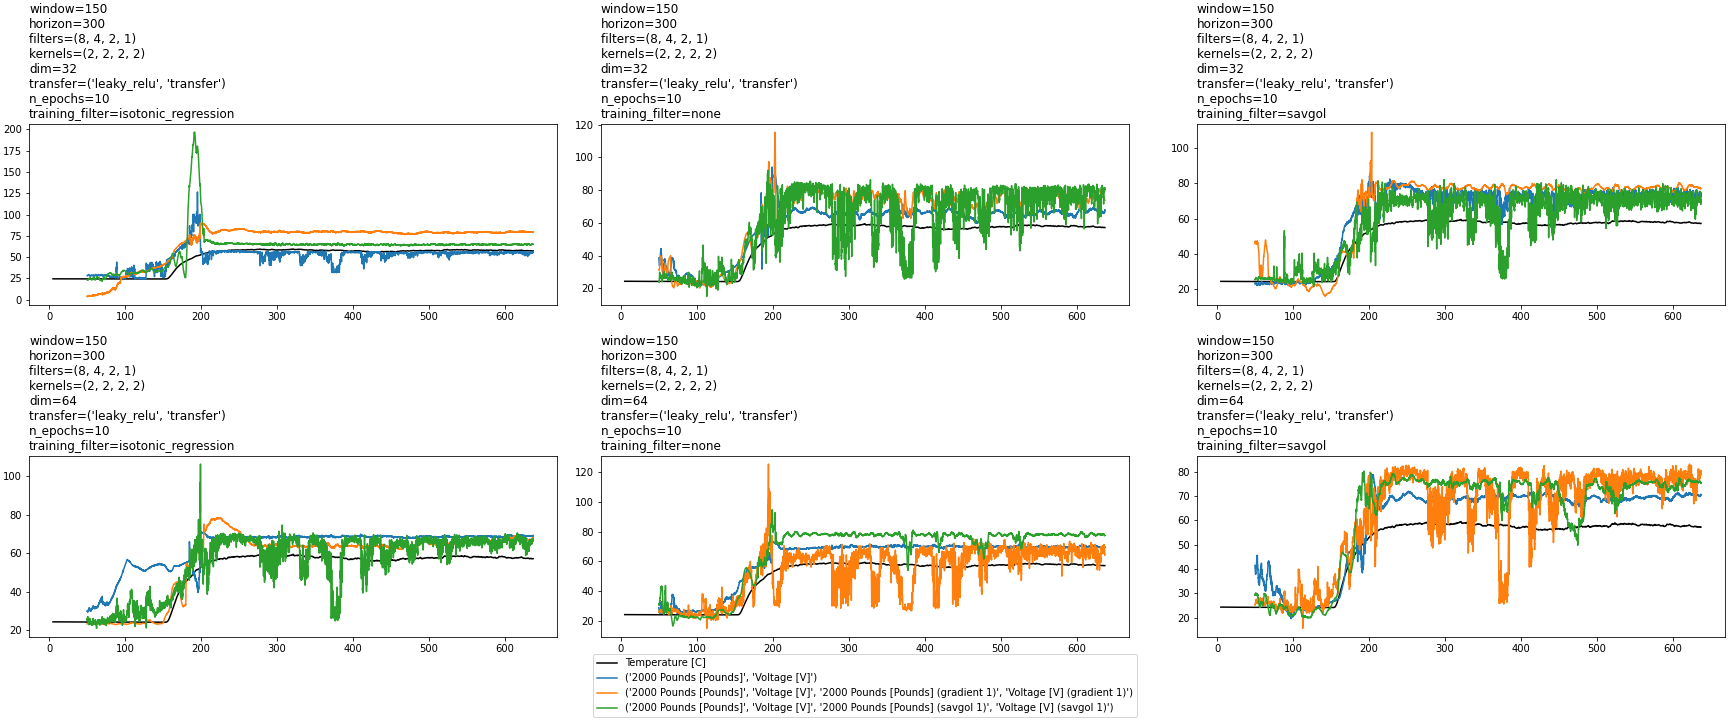 window=150
horizon=300
filters=(8, 4, 2, 1)
kernels=(2, 2, 2, 2)
dim=32
transfer=('leaky_relu', 'transfer')
n_epochs=10
training_filter=isotonic_regression
200
175
150
125
100
75
50
25
0
0 100 200 300 400 500 600
window=150
horizon=300
filters=(8, 4, 2, 1)
kernels=(2, 2, 2, 2)
dim=32
transfer=('leaky_relu', 'transfer')
n_epochs=10
training_filter=none
120
100
80
60
40
20
0 100 200 300 400 500 600
window=150
horizon=300
filters=(8, 4, 2, 1)
kernels=(2, 2, 2, 2)
dim=32
transfer=('leaky_relu', 'transfer')
n_epochs=10
training_filter=savgol
100
80
60
40
20
0 100 200 300 400 500 600
window=150
horizon=300
filters=(8, 4, 2, 1)
kernels=(2, 2, 2, 2)
dim=64
transfer=('leaky_relu', 'transfer')
n_epochs=10
training_filter=isotonic_regression
100
80
60
40
20
0 100 200 300 400 500 600
window=150
horizon=300
filters=(8, 4, 2, 1)
kernels=(2, 2, 2, 2)
dim=64
transfer=('leaky_relu', 'transfer')
n_epochs=10
training_filter=none
120
100
80
60
40
20
0 100 200 300 400 500 600
window=150
horizon=300
filters=(8, 4, 2, 1)
kernels=(2, 2, 2, 2)
dim=64
transfer=('leaky_relu', 'transfer')
n_epochs=10
training_filter=savgol
80
70
60
50
40
30
20
0 100 200 300 400 500 600
Temperature [C]
('2000 Pounds [Pounds]', 'Voltage [V]')
('2000 Pounds [Pounds]', 'Voltage [V]', '2000 Pounds [Pounds] (gradient 1)', 'Voltage [V] (gradient 1)')
('2000 Pounds [Pounds]', 'Voltage [V]', '2000 Pounds [Pounds] (savgol 1)', 'Voltage [V] (savgol 1)')